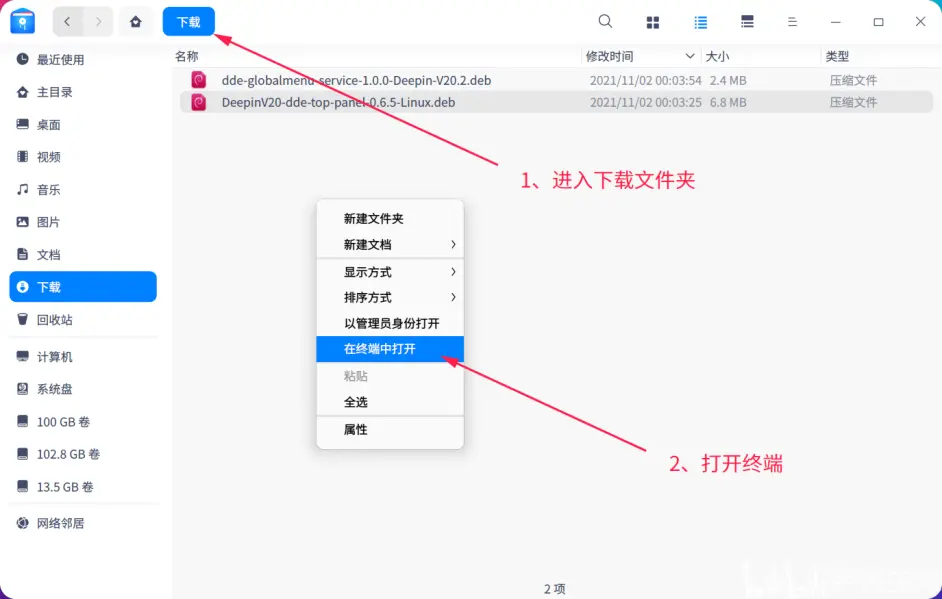 下载
名称 修改时间 大小 类型
dde-globalmenu-service-1.0.0-Deepin-V20.2.deb 2021/11/02 00:03:54 2.4 MB 压缩文件
DeepinV20-dde-top-panel-0.6.5-Linux.deb 2021/11/02 00:03:25 6.8 MB 压缩文件
最近使用
主目录
桌面
视频
音乐
图片
文档
下载
回收站
计算机
系统盘
100 GB 卷
102.8 GB 卷
13.5 GB 卷
网络邻居
1、进入下载文件夹
新建文件夹
新建文档
显示方式
排序方式
以管理员身份打开
在终端中打开
粘贴
全选
属性
2、打开终端
2 项